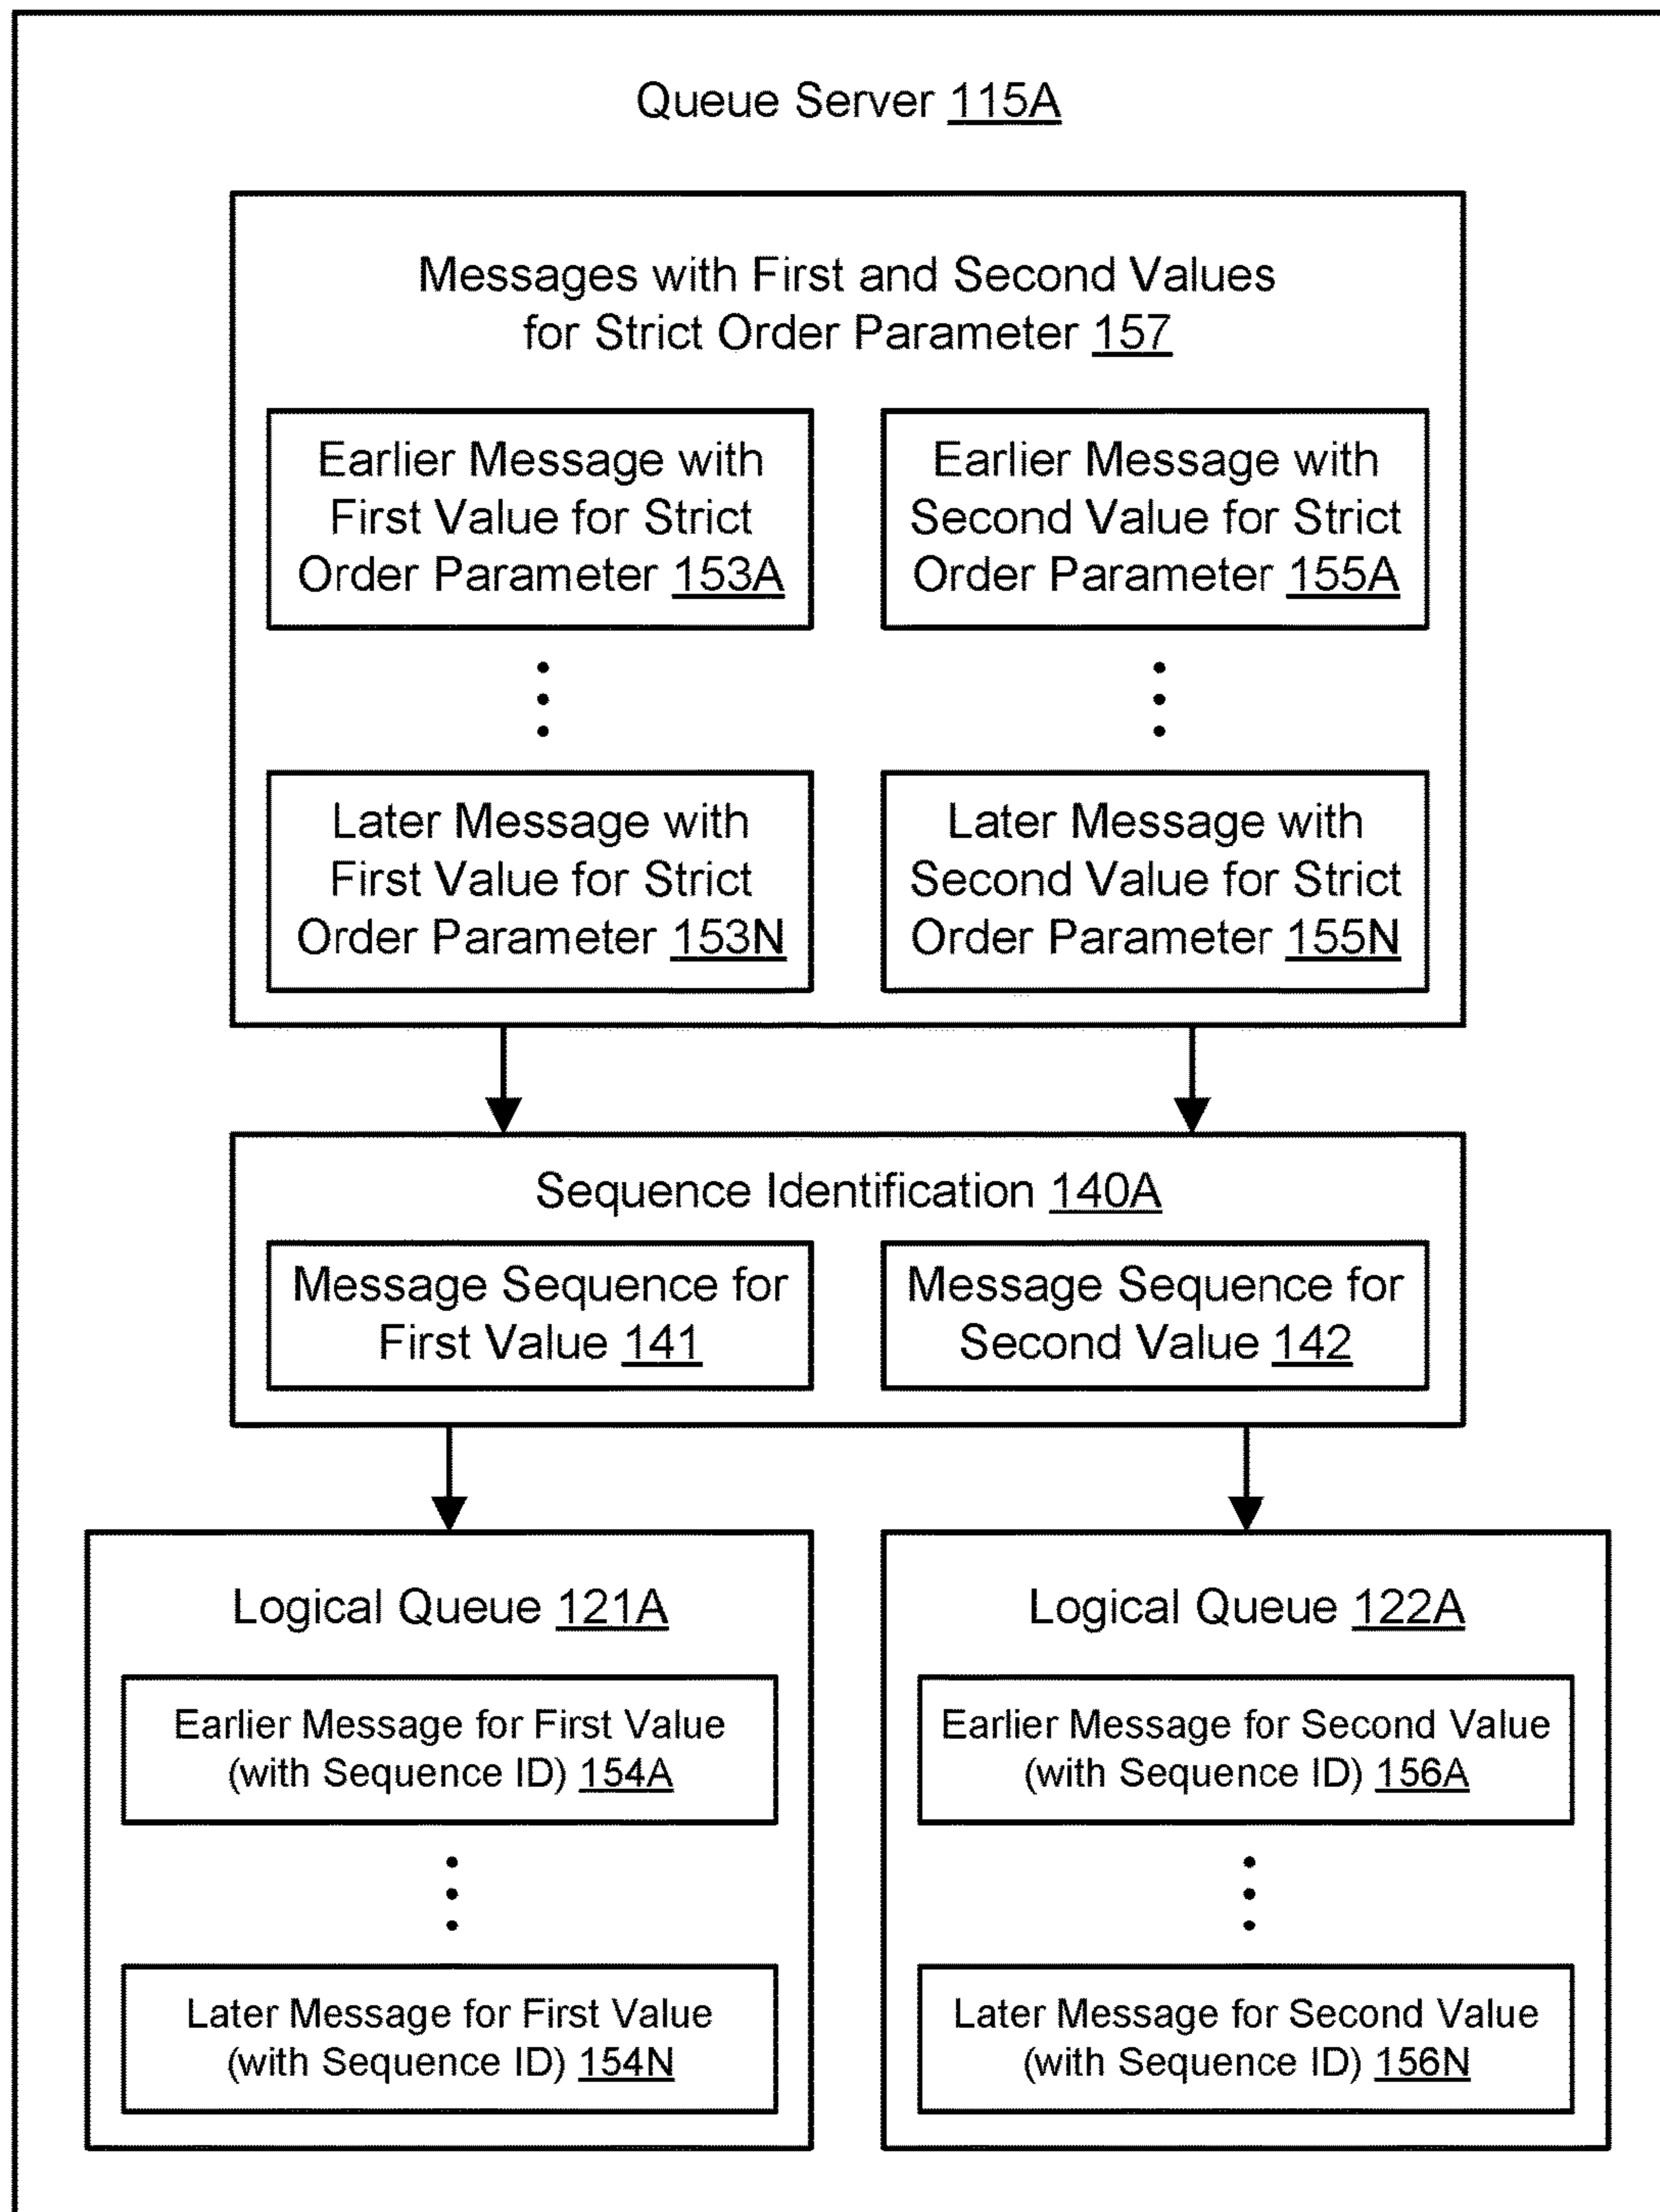 Queue Server 115A
Messages with First and Second Values
for Strict Order Parameter 157
Earlier Message with
First Value for Strict
Order Parameter 153A
Earlier Message with
Second Value for Strict
Order Parameter 155A
Later Message with
First Value for Strict
Order Parameter 153N
Later Message with
Second Value for Strict
Order Parameter 155N
Sequence Identification 140A
Message Sequence for
First Value 141
Message Sequence for
Second Value 142
Logical Queue 121A
Earlier Message for First Value
(with Sequence ID) 154A
Later Message for First Value
(with Sequence ID) 154N
Logical Queue 122A
Earlier Message for Second Value
(with Sequence ID) 156A
Later Message for Second Value
(with Sequence ID) 156N